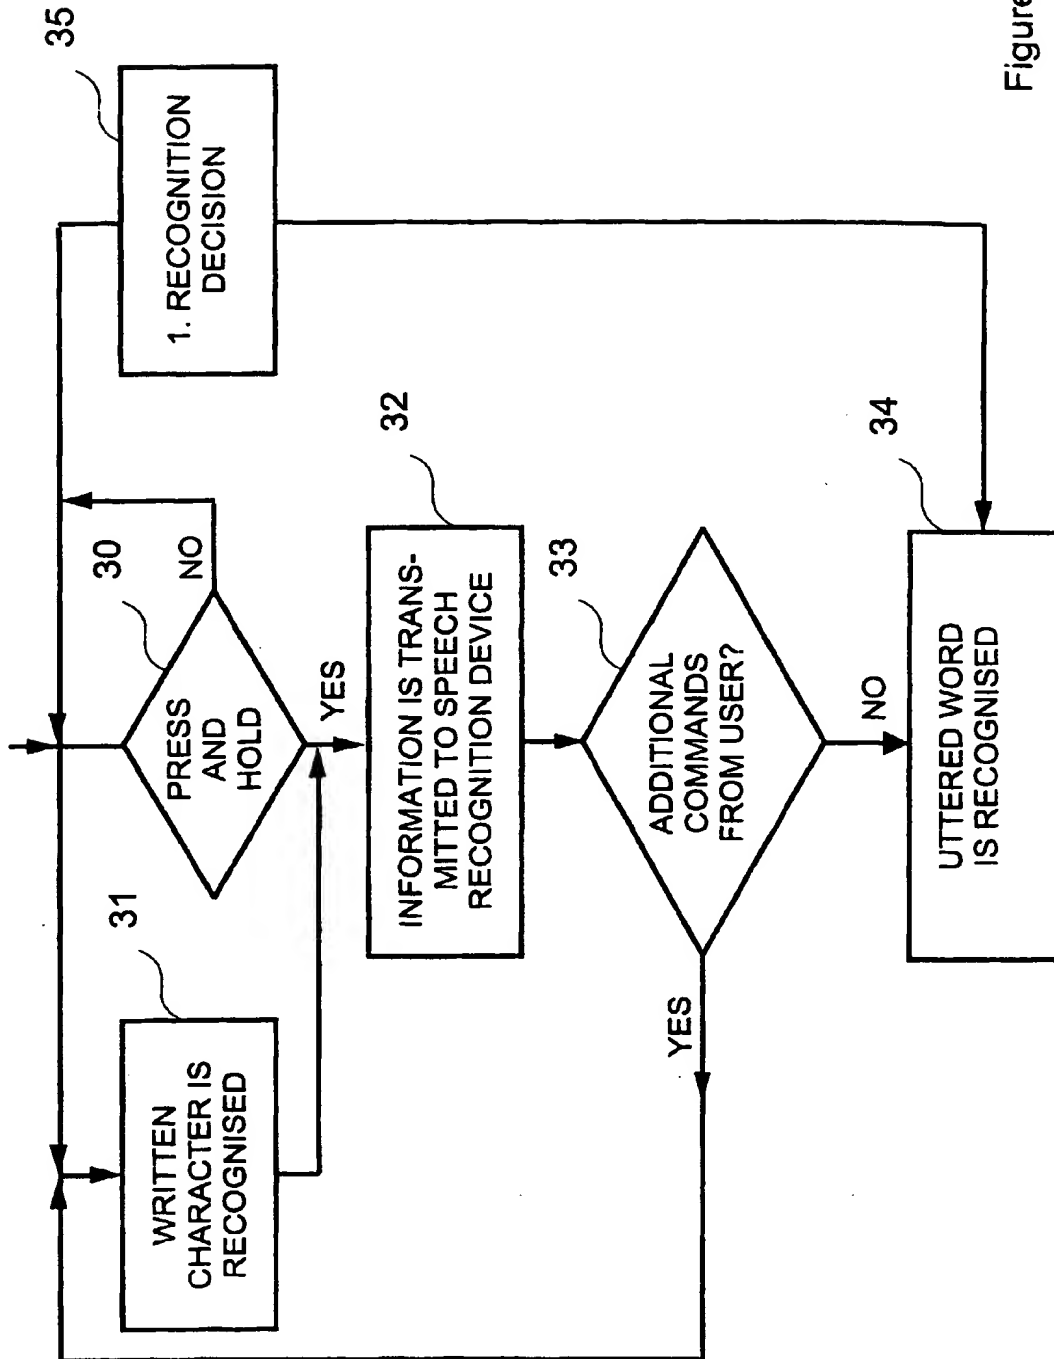 35
1. RECOGNITION
DECISION
30
PRESS
AND
HOLD
NO
YES
31
WRITTEN
CHARACTER IS
RECOGNISED
32
INFORMATION IS TRANS-
MITTED TO SPEECH
RECOGNITION DEVICE
33
ADDITIONAL
COMMANDS
FROM USER?
YES
NO
34
UTTERED WORD
IS RECOGNISED
Figure